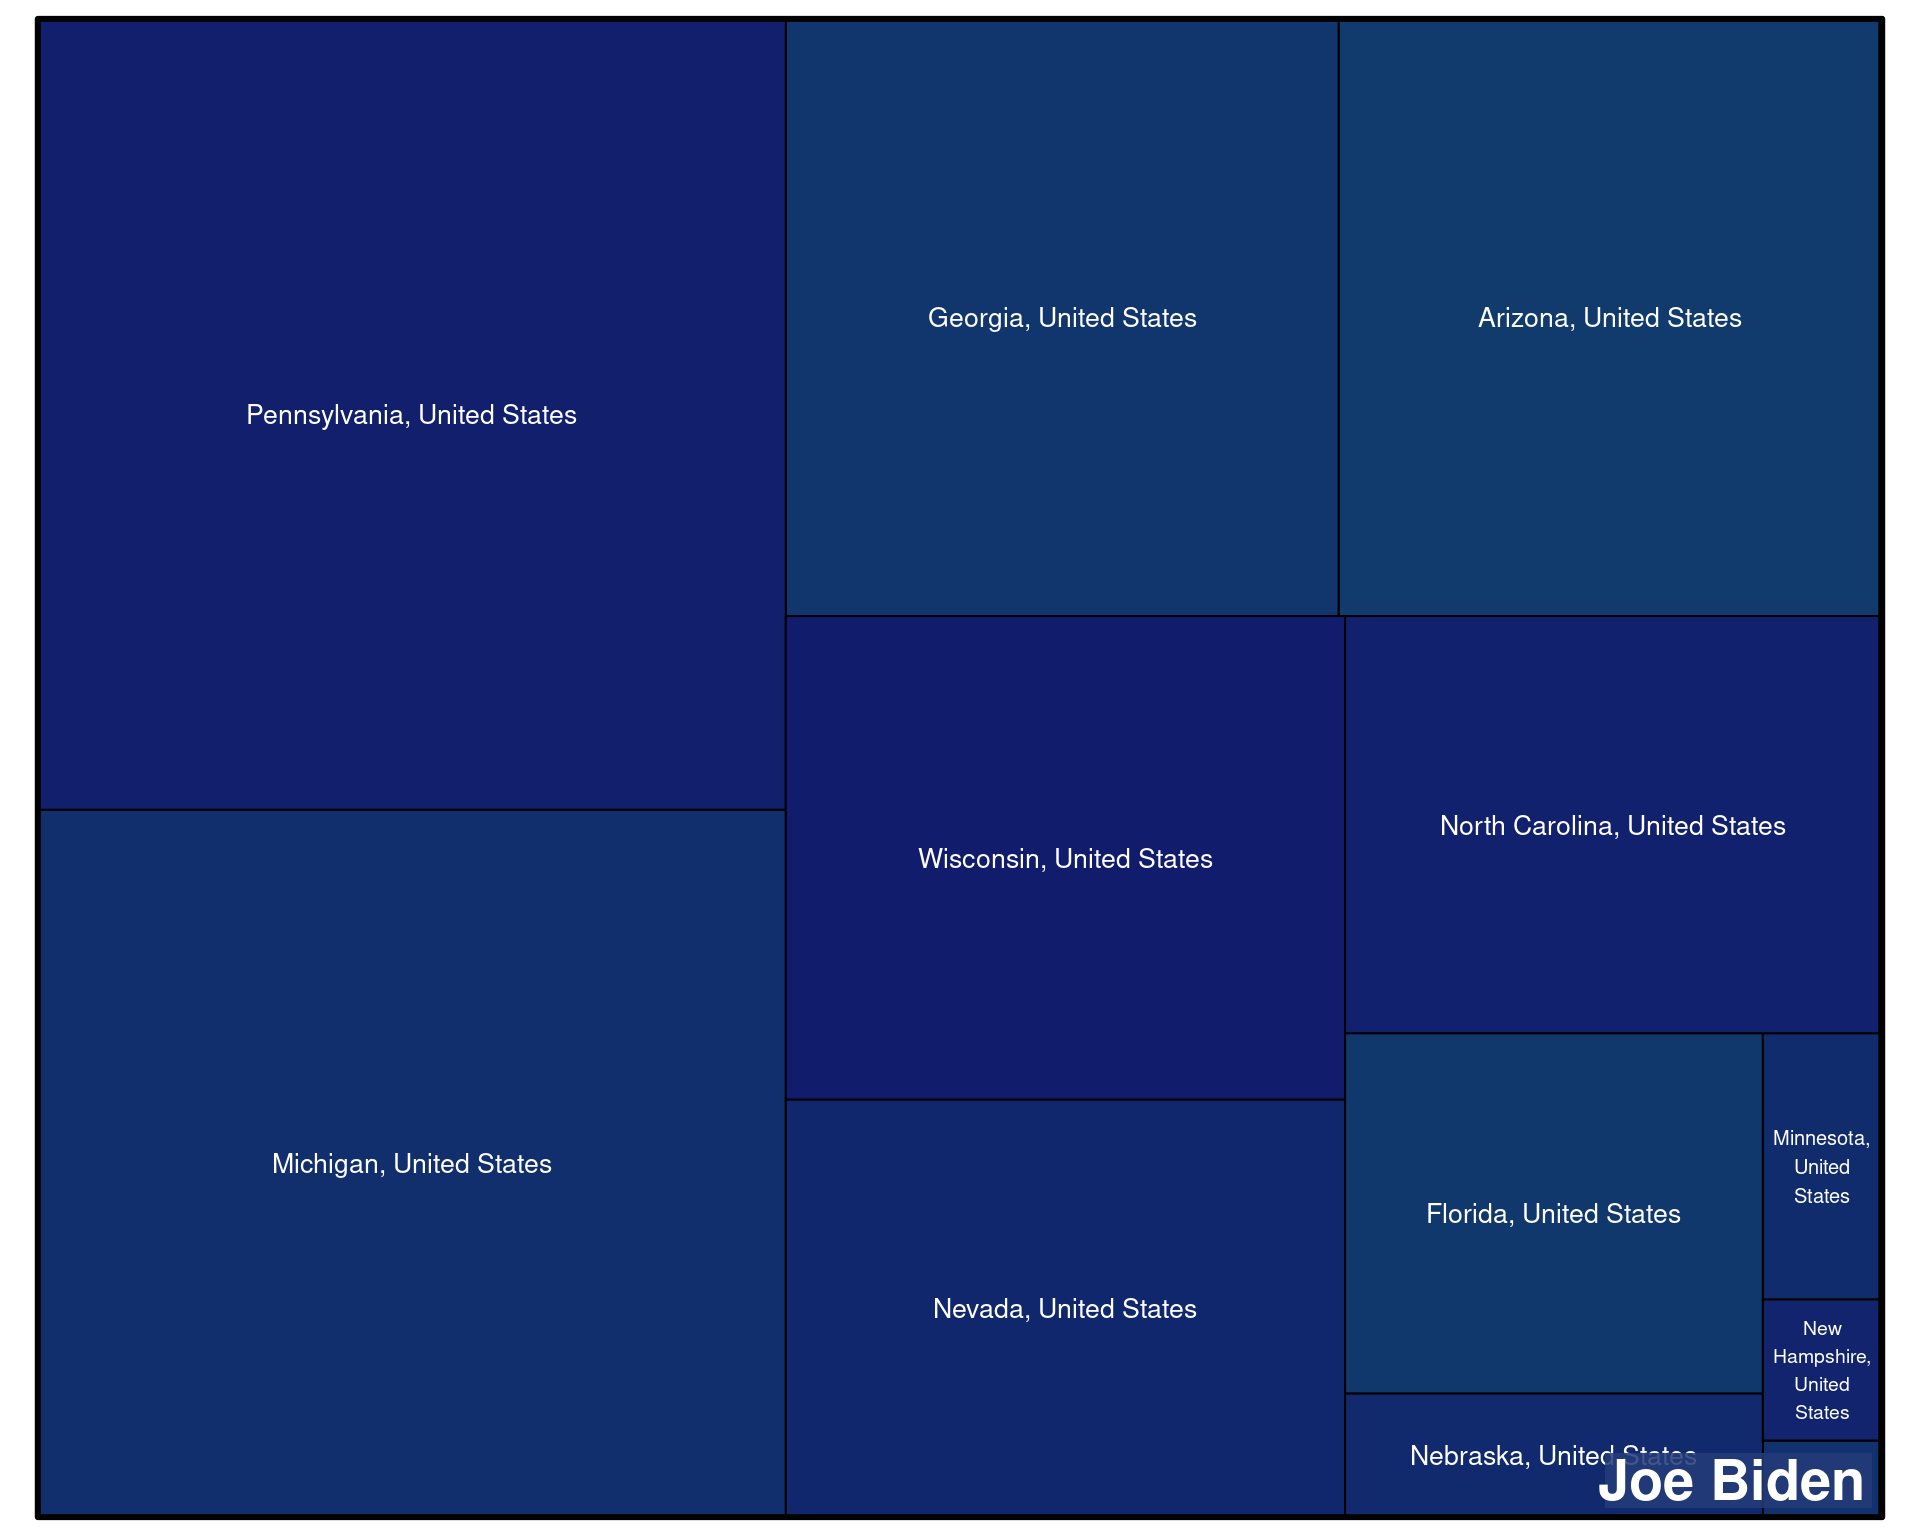 Pennsylvania, United States
Georgia, United States
Arizona, United States
Michigan, United States
Wisconsin, United States
North Carolina, United States
Nevada, United States
Florida, United States
Minnesota,
United
States
New
Hampshire,
United
States
Nebraska, United States
Joe Biden